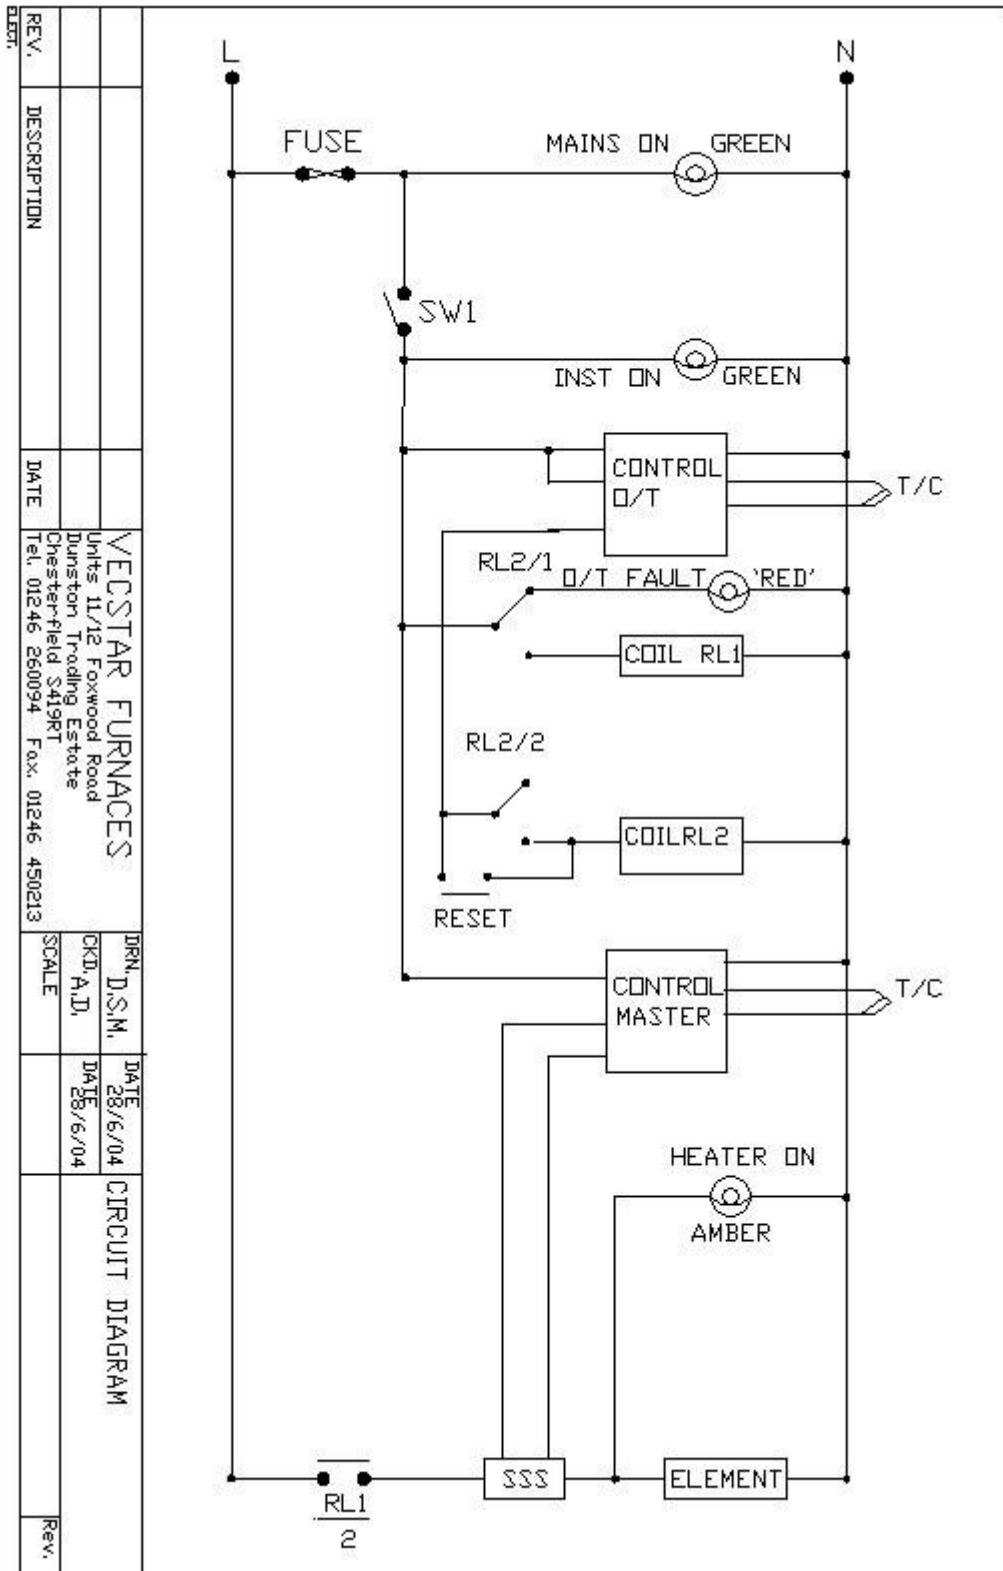 L
N
FUSE
MAINS ON
GREEN
SW1
INST ON
GREEN
CONTROL
O/T
T/C
RL2/1
O/T FAULT
'RED'
COIL RL1
RL2/2
COILRL2
RESET
CONTROL
MASTER
T/C
HEATER ON
AMBER
SSS
ELEMENT
RL1
2
REV.
DESCRIPTION
DATE
VECSTAR FURNACES
Units 11/12 Foxwood Road
Dunston Trading Estate
Chesterfield S419RT
Tel. 01246 260094 Fax. 01246 450213
DRN. D.S.M.
DATE 28/6/04
CKD. A.D.
DATE 28/6/04
SCALE
CIRCUIT DIAGRAM
Rev.
ELECT.